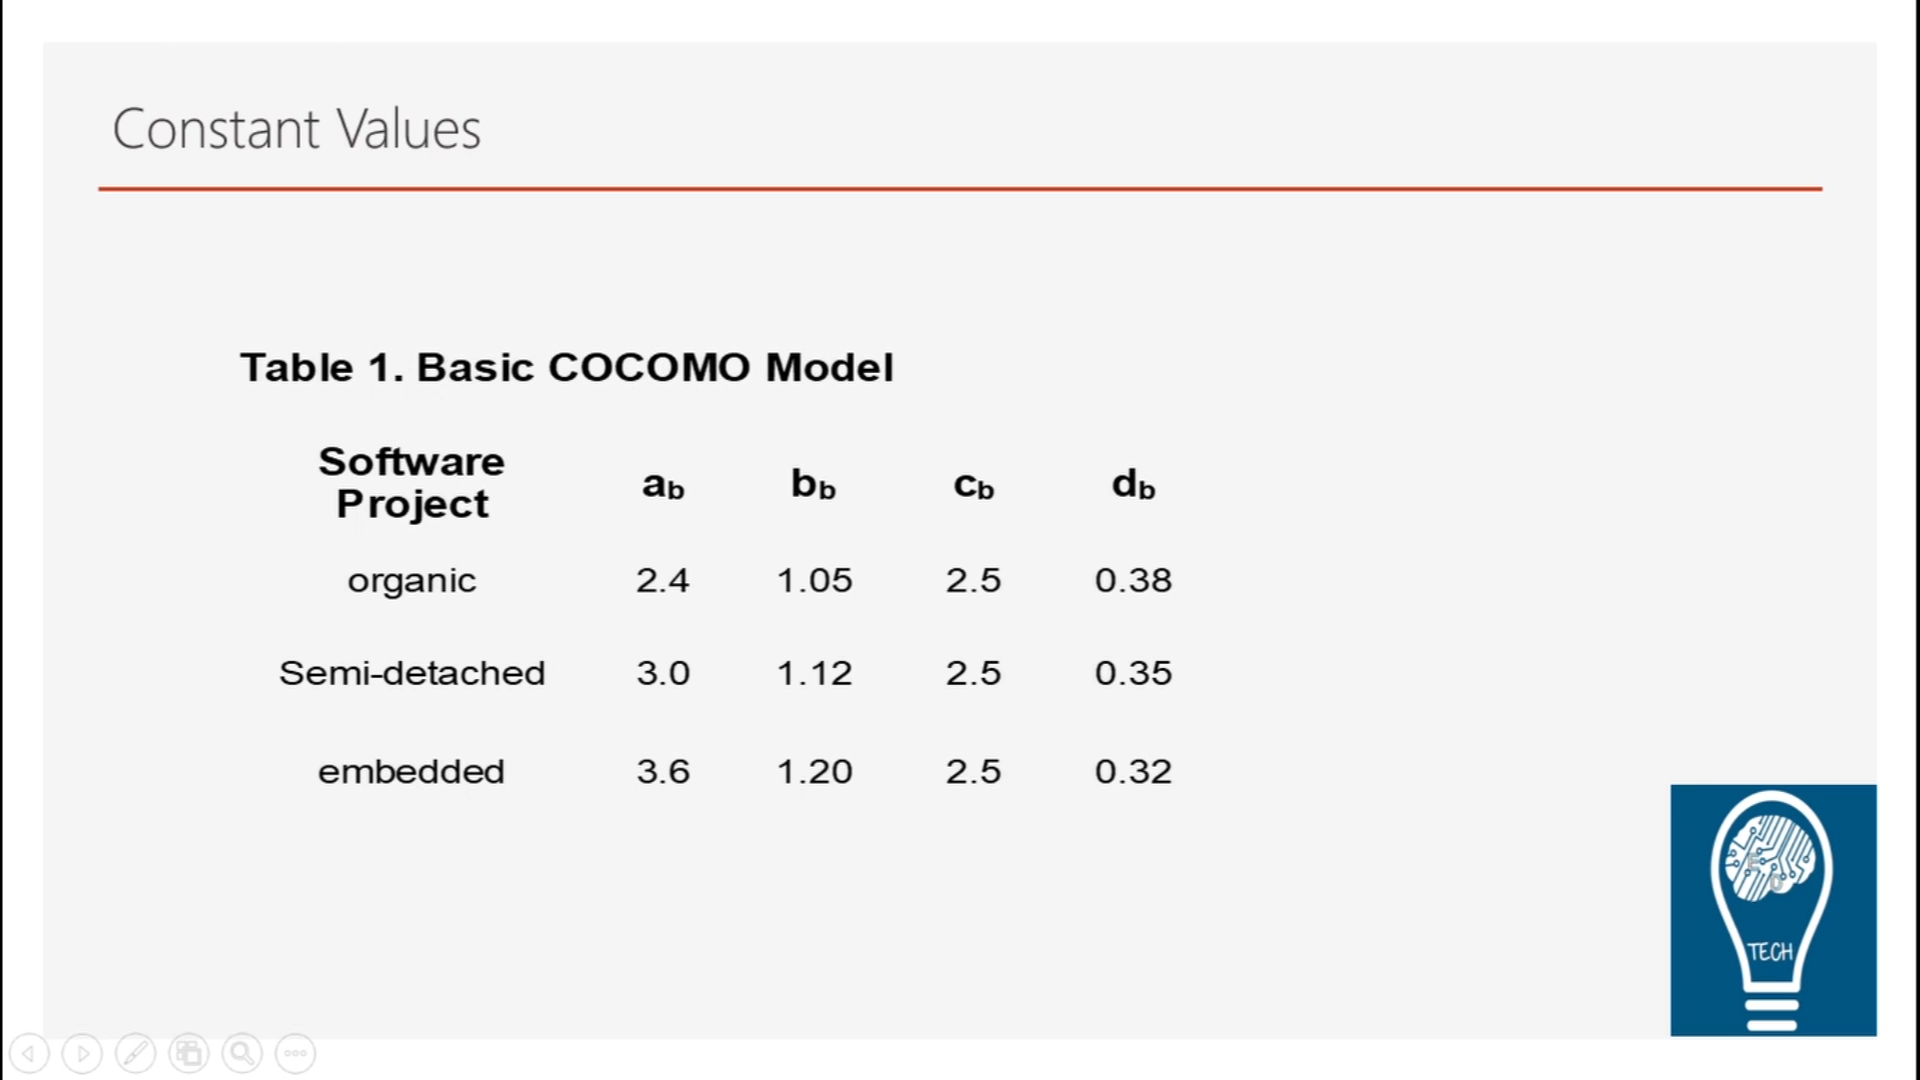 Constant Values
Table 1. Basic COCOMO Model
Software
Project
ab bb cb db
organic 2.4 1.05 2.5 0.38
Semi-detached 3.0 1.12 2.5 0.35
embedded 3.6 1.20 2.5 0.32
E
D
TECH